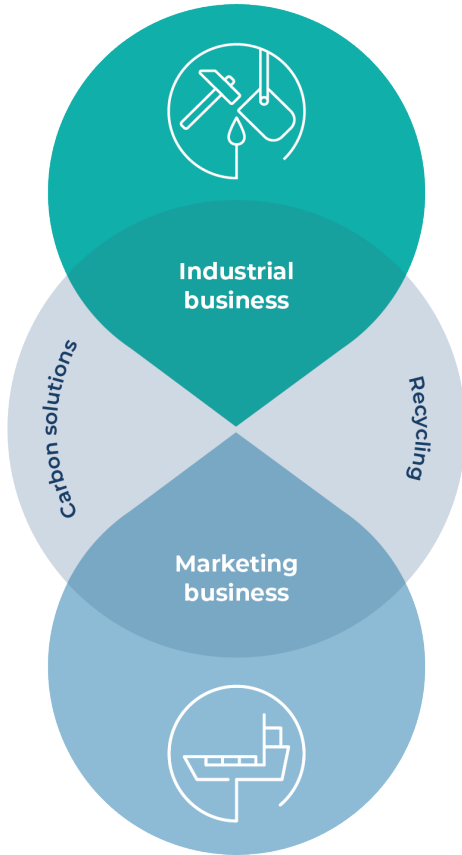 Industrial
business
Carbon solutions
Recycling
Marketing
business